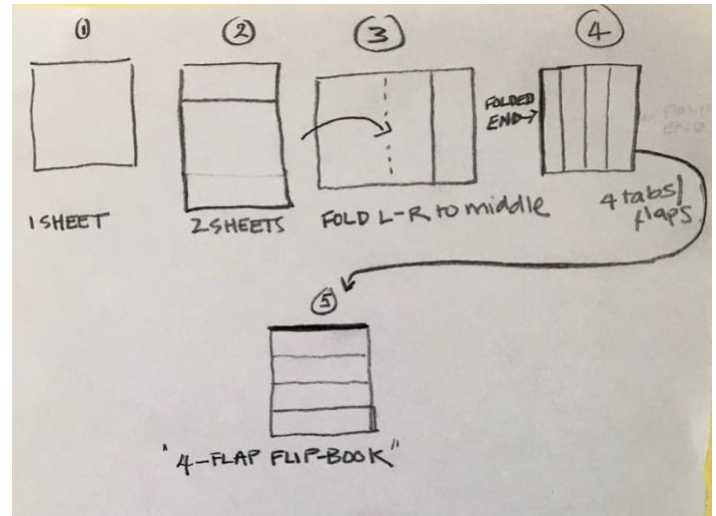 1
2
3
4
1 SHEET
2 SHEETS
FOLD L-R to middle
FOLDED
END→
4 tabs/
flaps
5
"4-FLAP FLIP-BOOK"